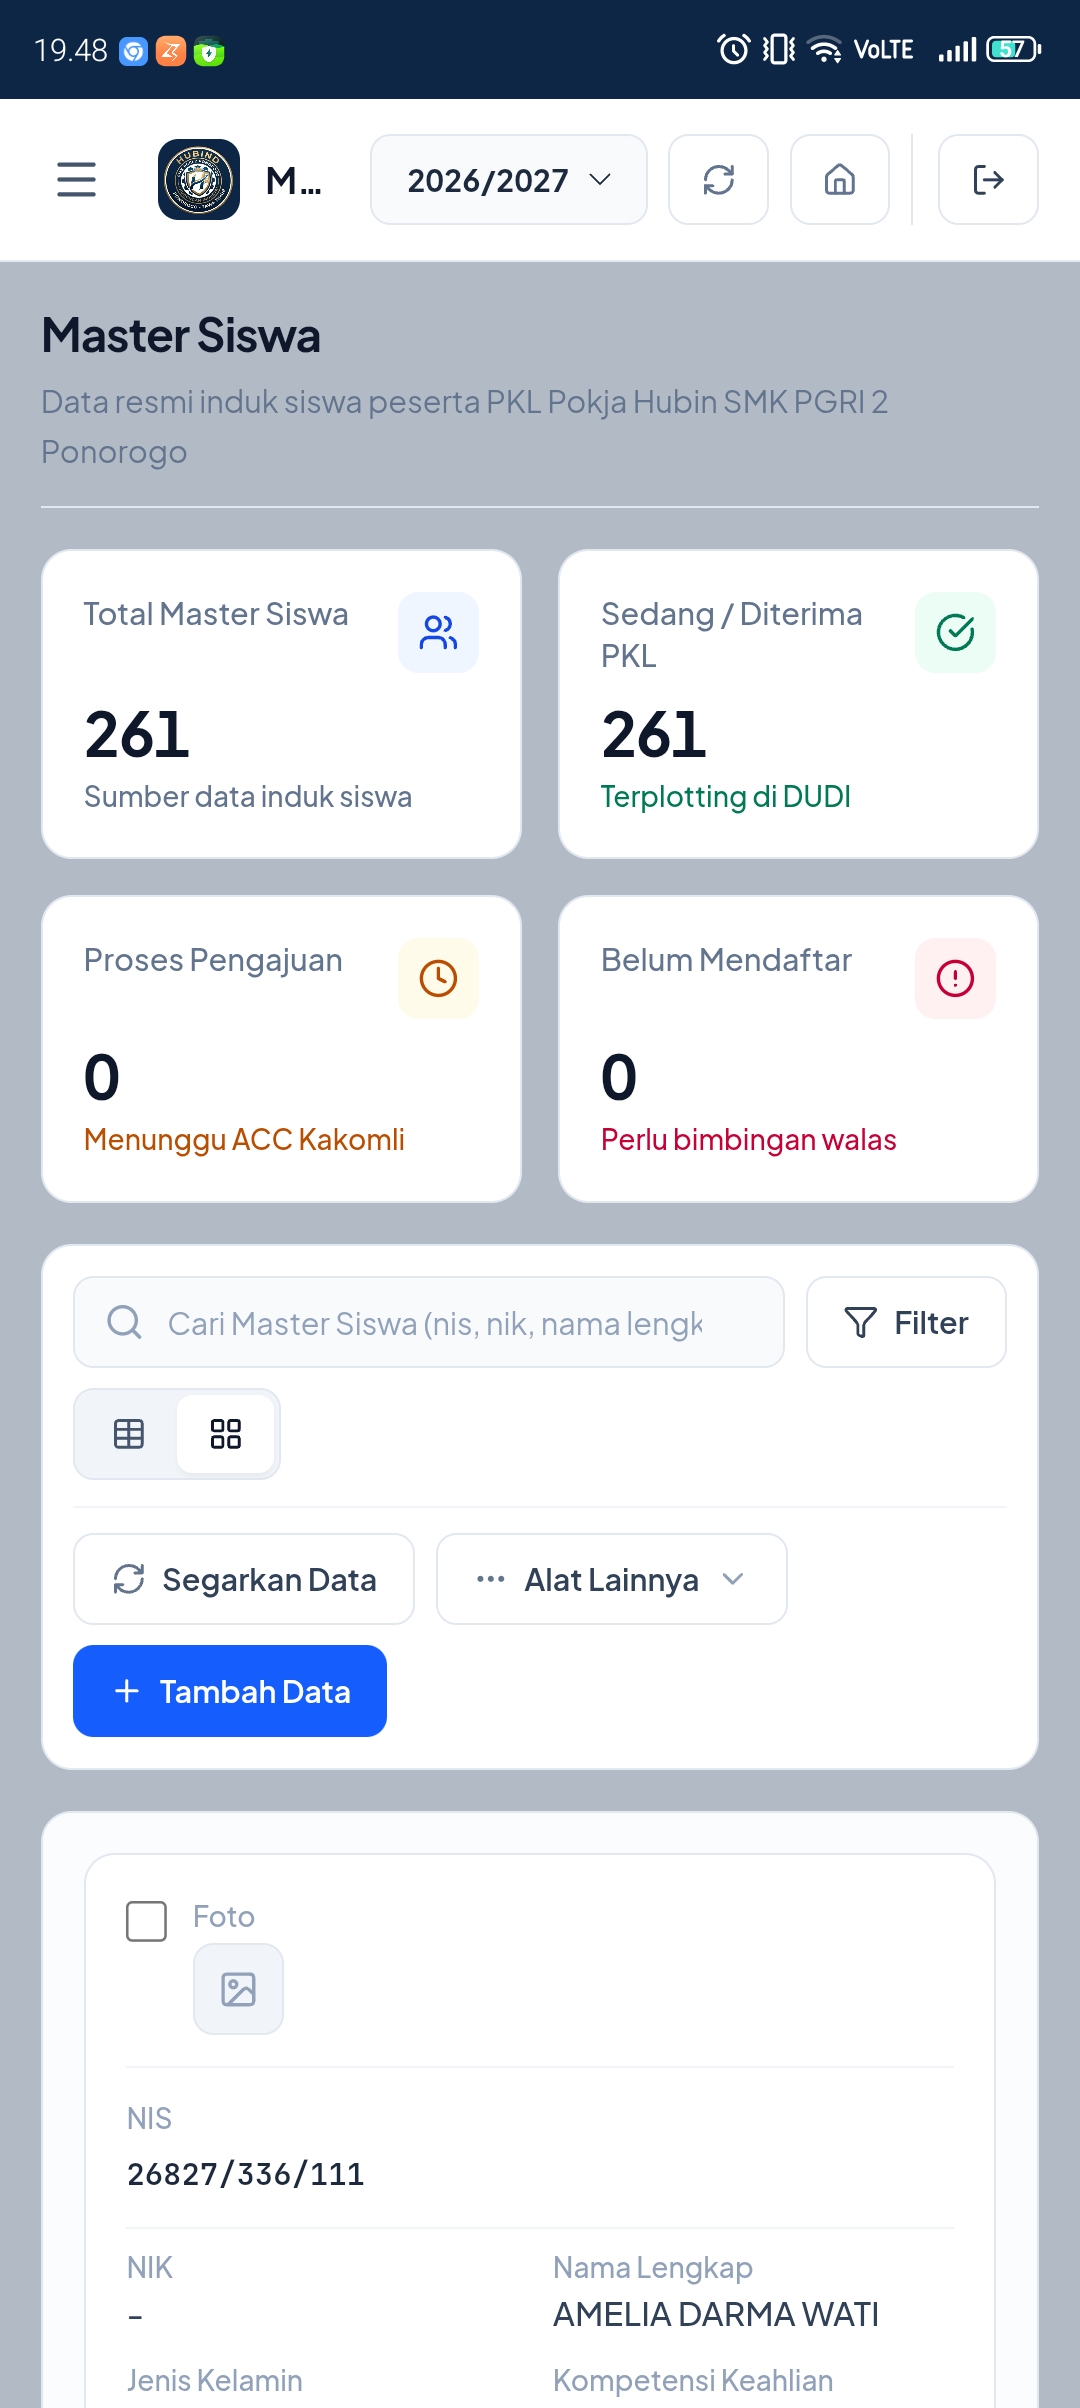 19.48
VoLTE
57
M...
2026/2027
Master Siswa
Data resmi induk siswa peserta PKL Pokja Hubin SMK PGRI 2
Ponorogo
Total Master Siswa
261
Sumber data induk siswa
Sedang / Diterima
PKL
261
Terplotting di DUDI
Proses Pengajuan
0
Menunggu ACC Kakomli
Belum Mendaftar
0
Perlu bimbingan walas
Cari Master Siswa (nis, nik, nama lengk
Filter
Segarkan Data
Alat Lainnya
Tambah Data
Foto
NIS
26827/336/111
NIK
-
Nama Lengkap
AMELIA DARMA WATI
Jenis Kelamin
Kompetensi Keahlian